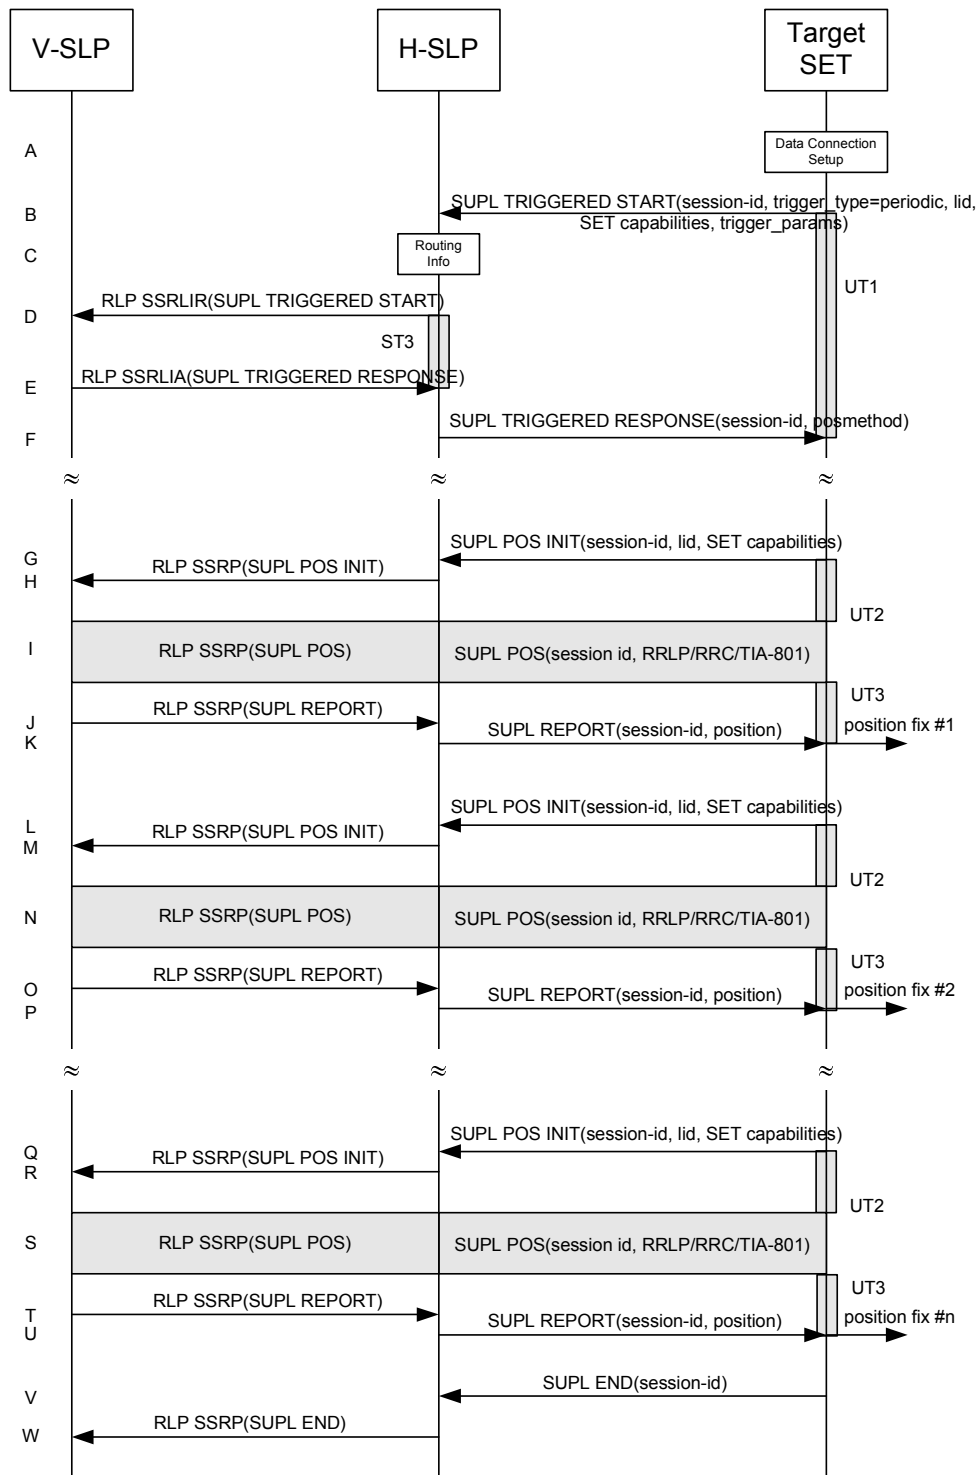 V-SLP
H-SLP
Target
SET
A
Data Connection
Setup
B
SUPL TRIGGERED START(session-id, trigger_type=periodic, lid,
SET capabilities, trigger_params)
C
Routing
Info
UT1
D
RLP SSRLIR(SUPL TRIGGERED START)
ST3
E
RLP SSRLIA(SUPL TRIGGERED RESPONSE)
F
SUPL TRIGGERED RESPONSE(session-id, posmethod)
≈ ≈ ≈
G
SUPL POS INIT(session-id, lid, SET capabilities)
H
RLP SSRP(SUPL POS INIT)
UT2
I
RLP SSRP(SUPL POS)
SUPL POS(session id, RRLP/RRC/TIA-801)
UT3
J
RLP SSRP(SUPL REPORT)
K
SUPL REPORT(session-id, position)
position fix #1
L
SUPL POS INIT(session-id, lid, SET capabilities)
M
RLP SSRP(SUPL POS INIT)
UT2
N
RLP SSRP(SUPL POS)
SUPL POS(session id, RRLP/RRC/TIA-801)
UT3
O
RLP SSRP(SUPL REPORT)
P
SUPL REPORT(session-id, position)
position fix #2
≈ ≈ ≈
Q
SUPL POS INIT(session-id, lid, SET capabilities)
R
RLP SSRP(SUPL POS INIT)
UT2
S
RLP SSRP(SUPL POS)
SUPL POS(session id, RRLP/RRC/TIA-801)
UT3
T
RLP SSRP(SUPL REPORT)
U
SUPL REPORT(session-id, position)
position fix #n
V
SUPL END(session-id)
W
RLP SSRP(SUPL END)